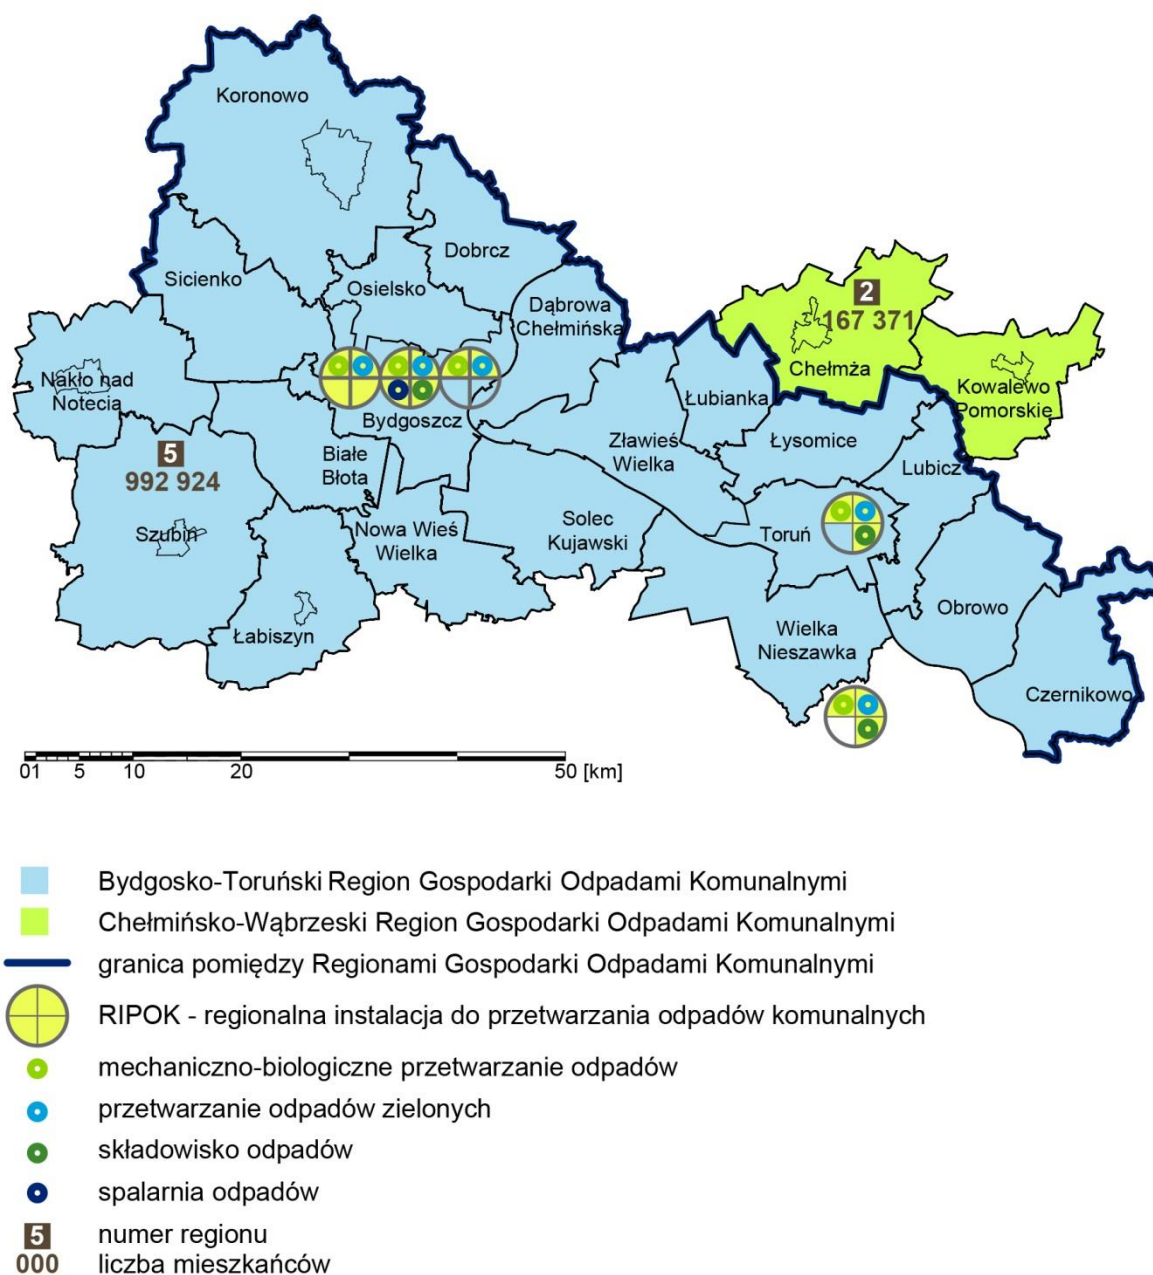 Koronowo
Dobrcz
Sicienko
Osielsko
Dąbrowa
Chełmińska
2
167 371
Chełmża
Kowalewo
Pomorskie
Nakło nad
Notecią
Bydgoszcz
Łubianka
Łysomice
Zławieś
Wielka
Lubicz
5
992 924
Białe
Błota
Szubin
Nowa Wieś
Wielka
Solec
Kujawski
Toruń
Obrowo
Łabiszyn
Wielka
Nieszawka
Czernikowo
01 5 10 20 50 [km]
Bydgosko-Toruński Region Gospodarki Odpadami Komunalnymi
Chełmińsko-Wąbrzeski Region Gospodarki Odpadami Komunalnymi
granica pomiędzy Regionami Gospodarki Odpadami Komunalnymi
RIPOK - regionalna instalacja do przetwarzania odpadów komunalnych
mechaniczno-biologiczne przetwarzanie odpadów
przetwarzanie odpadów zielonych
składowisko odpadów
spalarnia odpadów
5 numer regionu
000 liczba mieszkańców